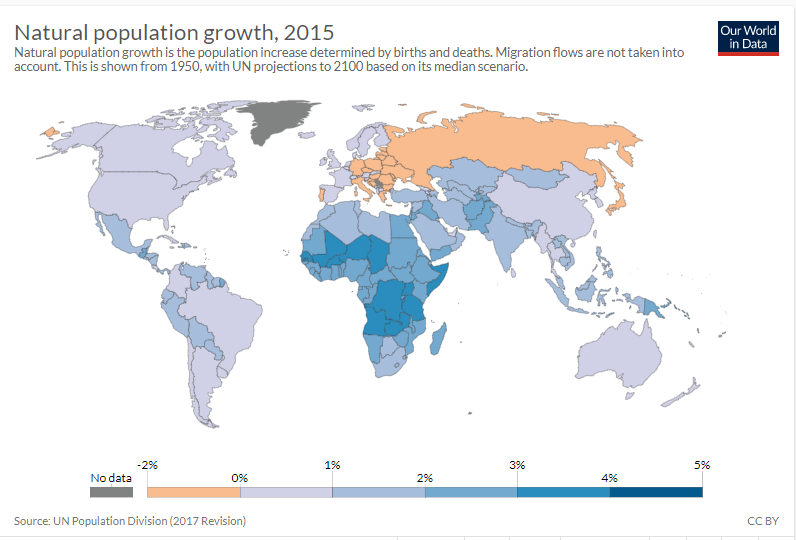 Natural population growth, 2015
Our World
in Data
Natural population growth is the population increase determined by births and deaths. Migration flows are not taken into
account. This is shown from 1950, with UN projections to 2100 based on its median scenario.
-2% 1% 3% 5%
No data 0% 2% 4%
Source: UN Population Division (2017 Revision) CC BY